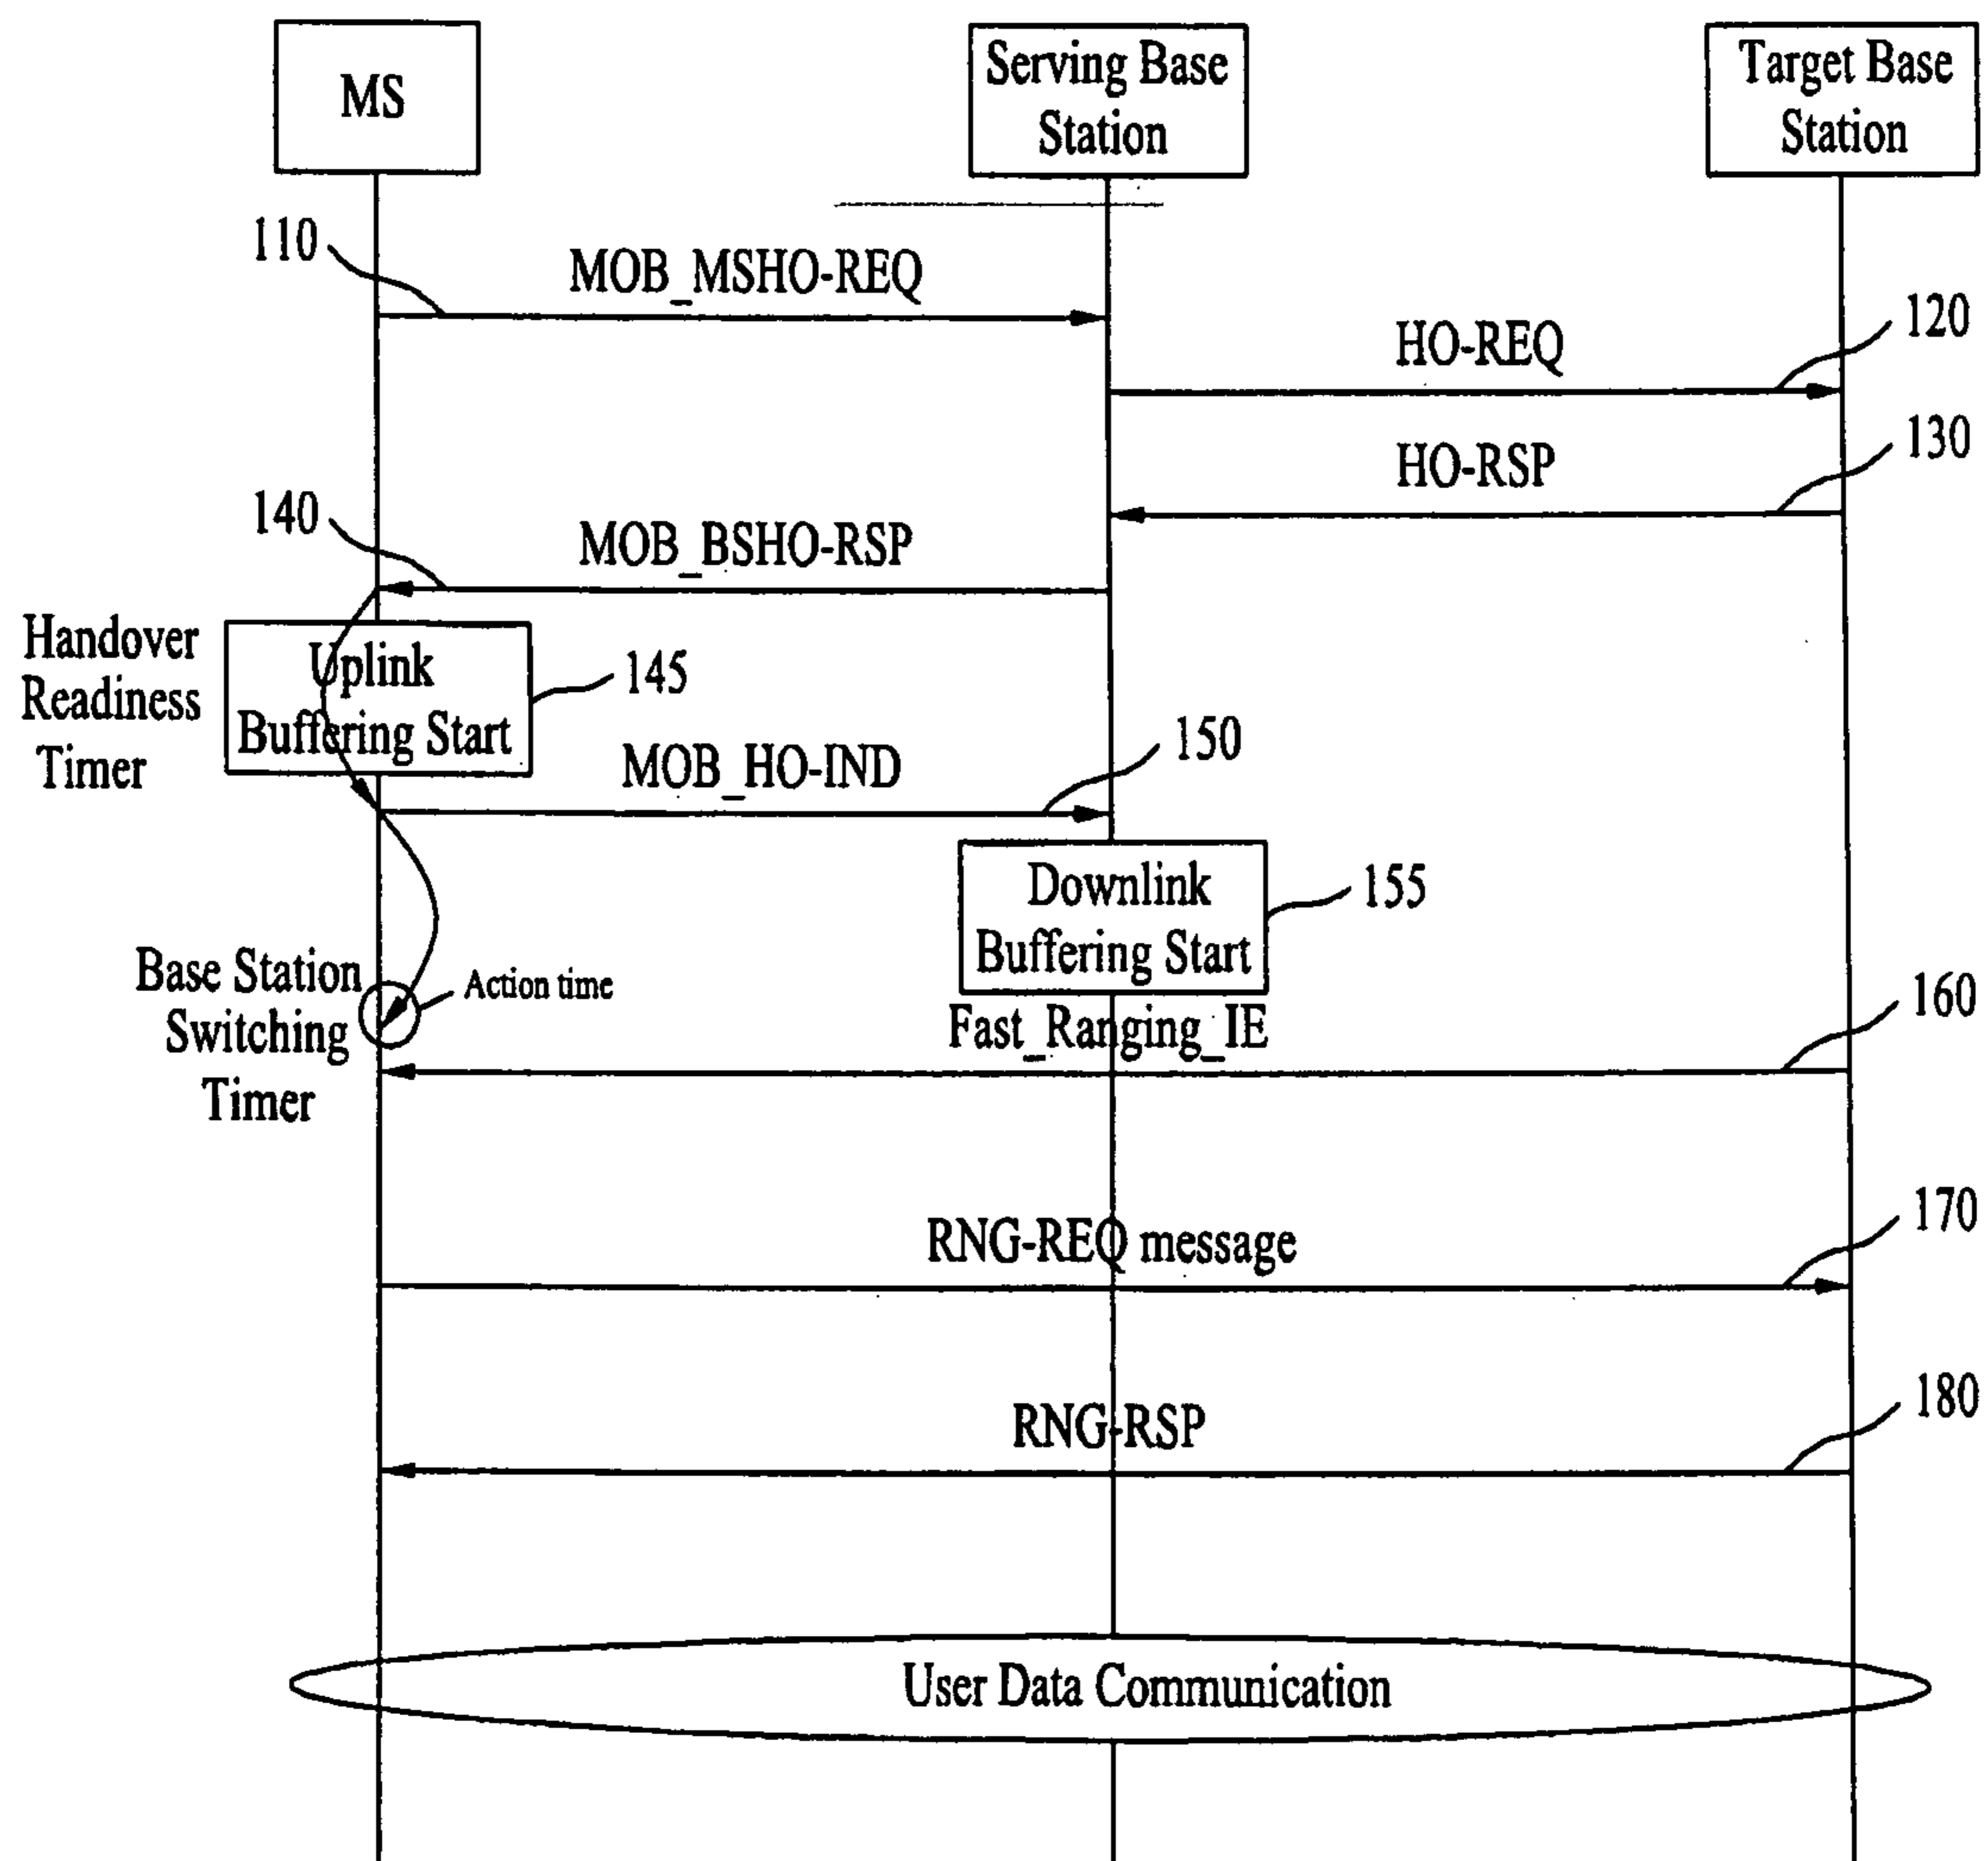 MS
Serving Base
Station
Target Base
Station
110
MOB_MSHO-REQ
HO-REQ
120
HO-RSP
130
140
MOB_BSHO-RSP
Handover
Readiness
Timer
Uplink
Buffering Start
145
MOB_HO-IND
150
Downlink
Buffering Start
155
Base Station
Switching
Timer
Action time
Fast_Ranging_IE
160
RNG-REQ message
170
RNG-RSP
180
User Data Communication